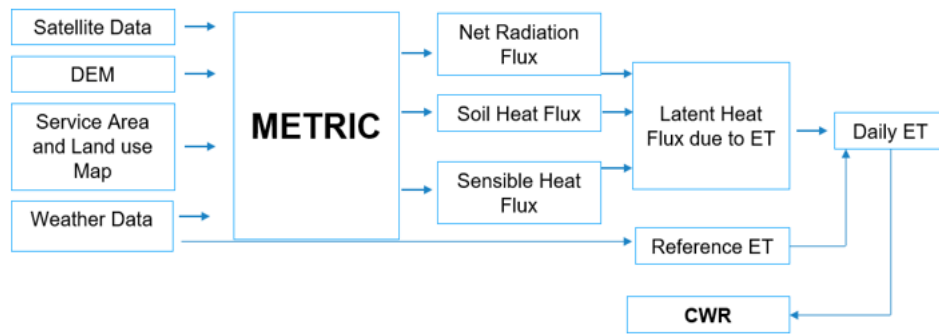 Satellite Data
DEM
Service Area
and Land use
Map
Weather Data
METRIC
Net Radiation
Flux
Soil Heat Flux
Sensible Heat
Flux
Latent Heat
Flux due to ET
Daily ET
Reference ET
CWR